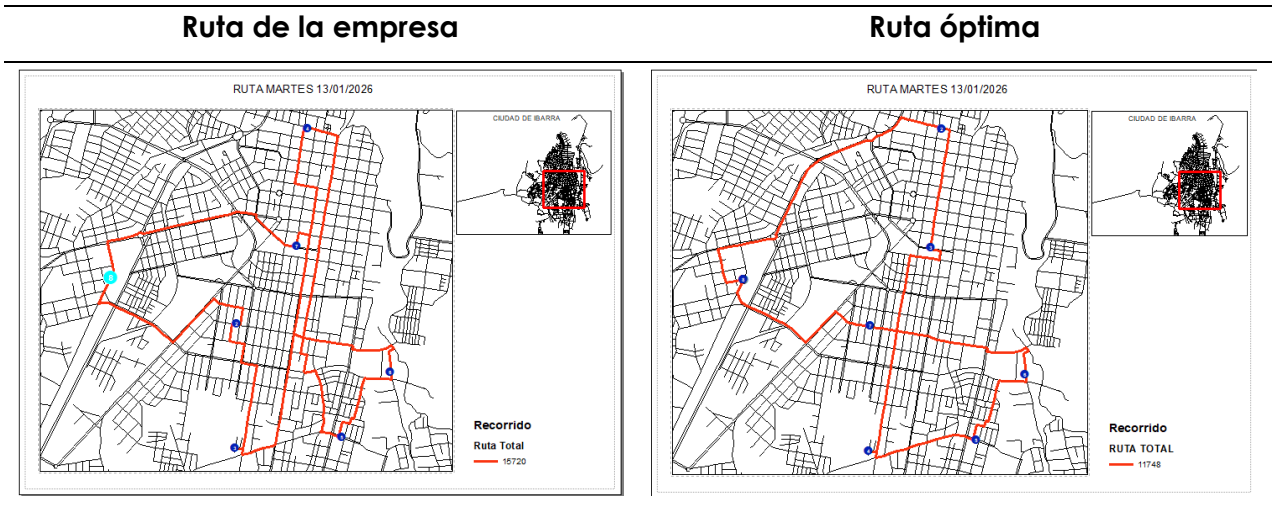 Ruta de la empresa
Ruta óptima
RUTA MARTES 13/01/2026
CIUDAD DE IBARRA
Recorrido
Ruta Total
15720
RUTA MARTES 13/01/2026
CIUDAD DE IBARRA
Recorrido
RUTA TOTAL
11748